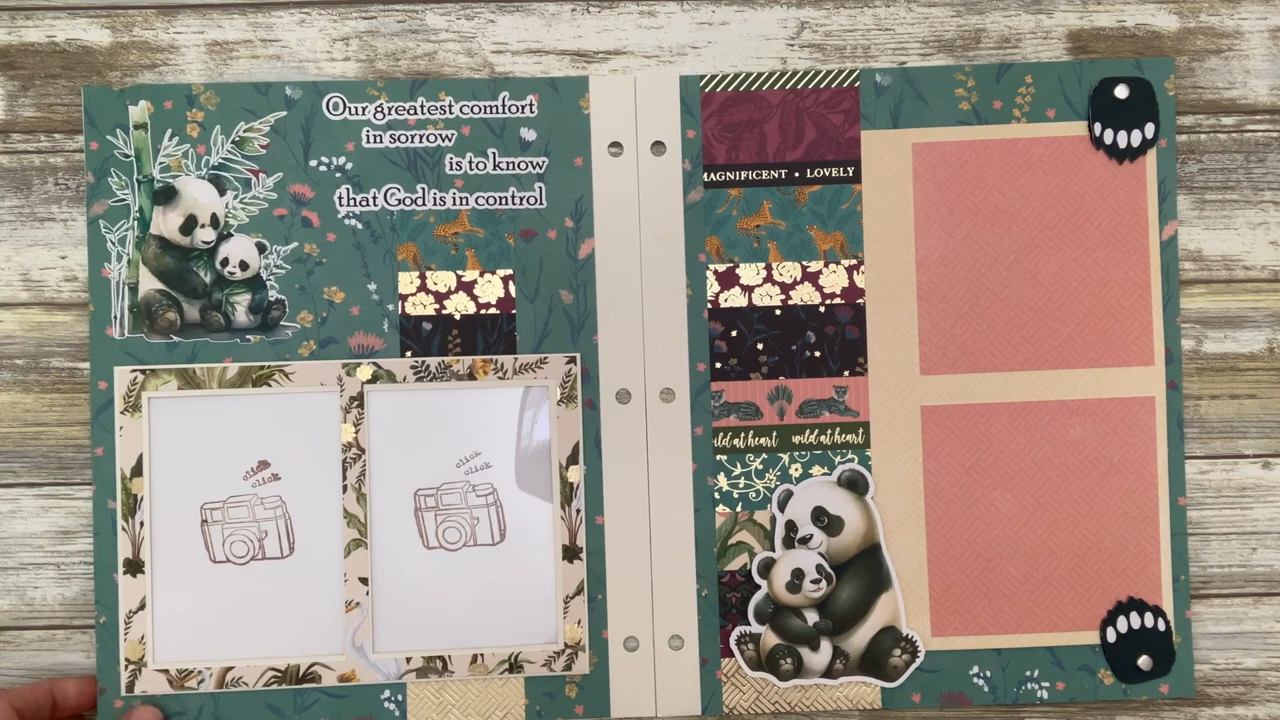 Our greatest comfort
in sorrow
is to know
that God is in control
click
click
click
click
MAGNIFICENT • LOVELY
wild at heart wild at heart